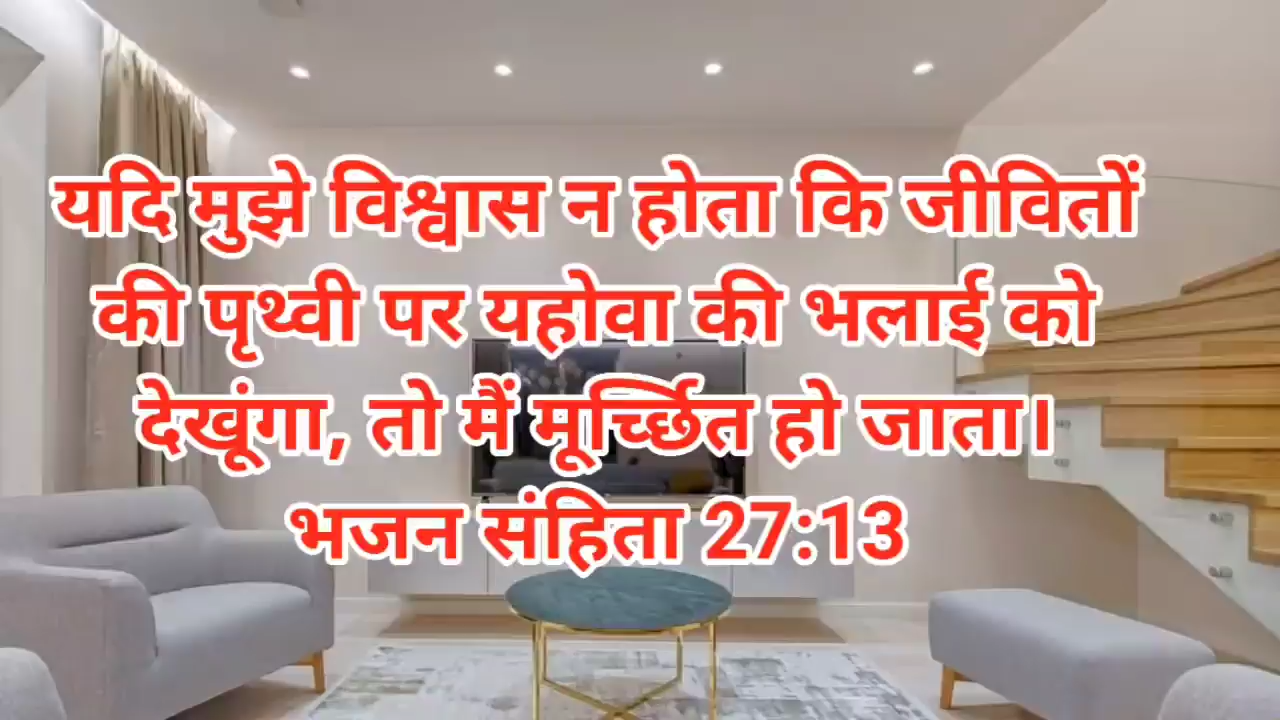 यदि मुझे विश्वास न होता कि जीवितों
की पृथ्वी पर यहोवा की भलाई को
देखूंगा, तो मैं मूर्च्छित हो जाता।
भजन संहिता 27:13